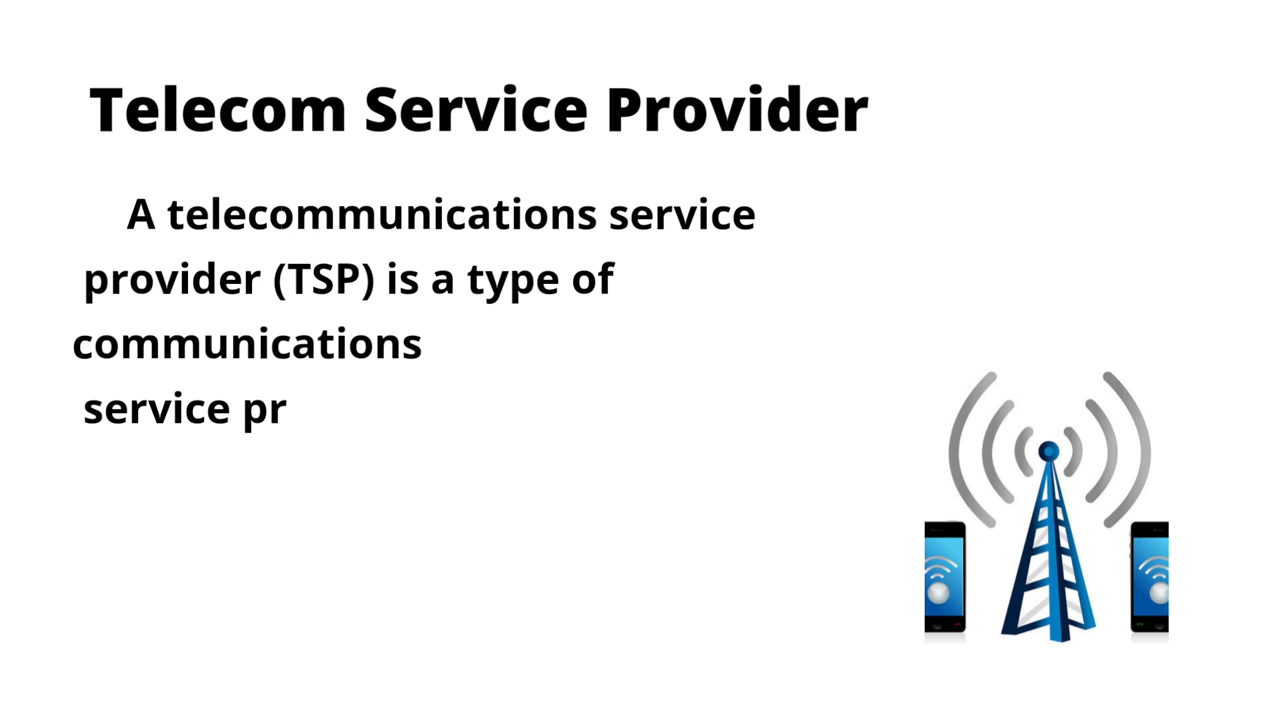 Telecom Service Provider
A telecommunications service
provider (TSP) is a type of
communications
service pr